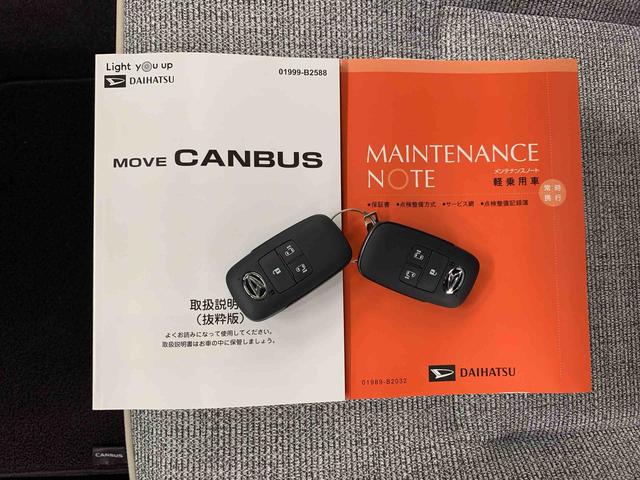 Light you up
DAIHATSU
01999-B2588
MOVE CANBUS
取扱説明
（抜粋版）
よくお読みになって使用してください。
取扱説明書はお車の中に保管しましょう。
MAINTENANCE
NOTE
メンテナンスノート
軽乗用車
常時
携行
●保証書 ●点検整備方式 ●サービス網 ●点検整備記録簿
01989-B2032
DAIHATSU
CANBUS